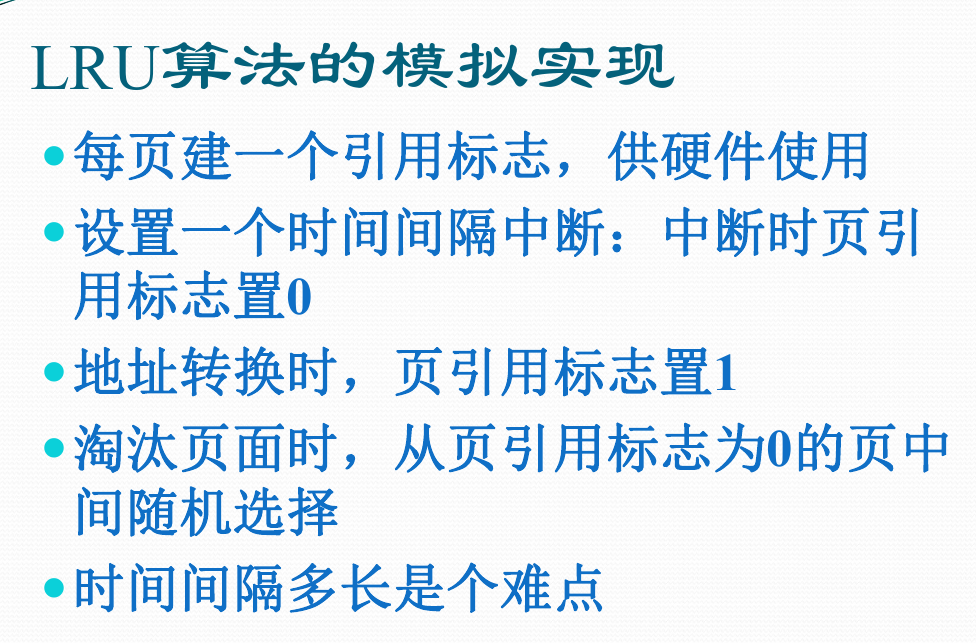 LRU算法的模拟实现
•每页建一个引用标志，供硬件使用
•设置一个时间间隔中断：中断时页引
用标志置0
•地址转换时，页引用标志置1
•淘汰页面时，从页引用标志为0的页中
间随机选择
•时间间隔多长是个难点